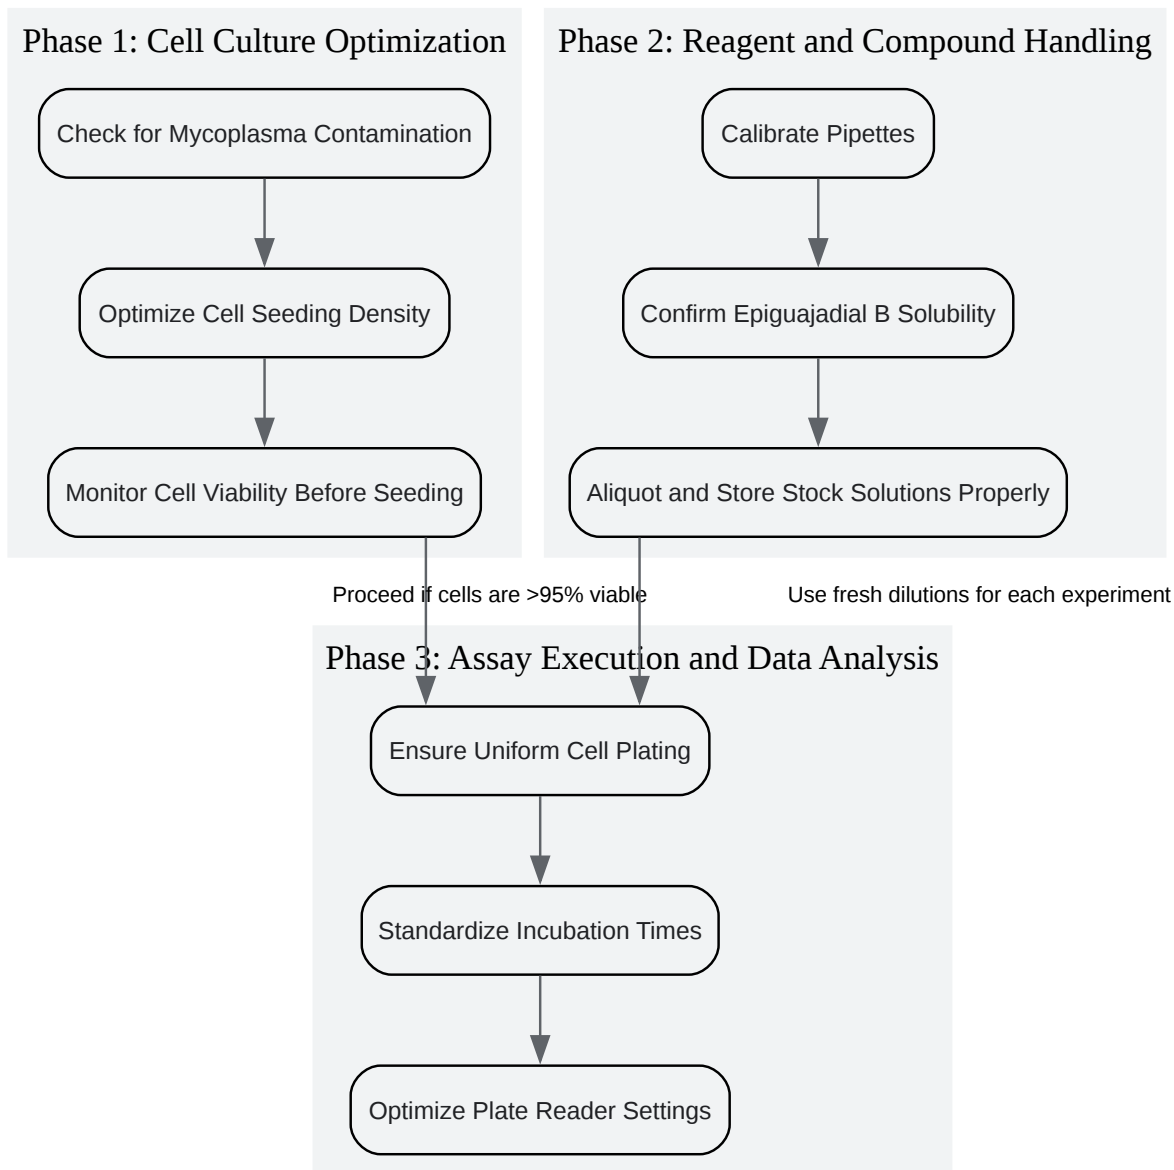 Phase 1: Cell Culture Optimization
Check for Mycoplasma Contamination
Optimize Cell Seeding Density
Monitor Cell Viability Before Seeding
Phase 2: Reagent and Compound Handling
Calibrate Pipettes
Confirm Epiguajadial B Solubility
Aliquot and Store Stock Solutions Properly
Proceed if cells are >95% viable
Use fresh dilutions for each experiment
Phase 3: Assay Execution and Data Analysis
Ensure Uniform Cell Plating
Standardize Incubation Times
Optimize Plate Reader Settings